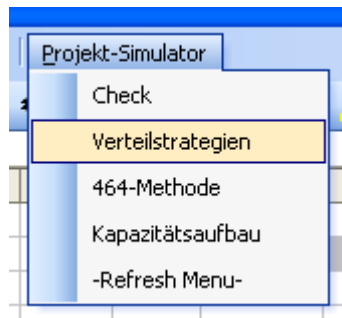 Projekt-Simulator
Check
Verteilstrategien
464-Methode
Kapazitätsaufbau
-Refresh Menu-